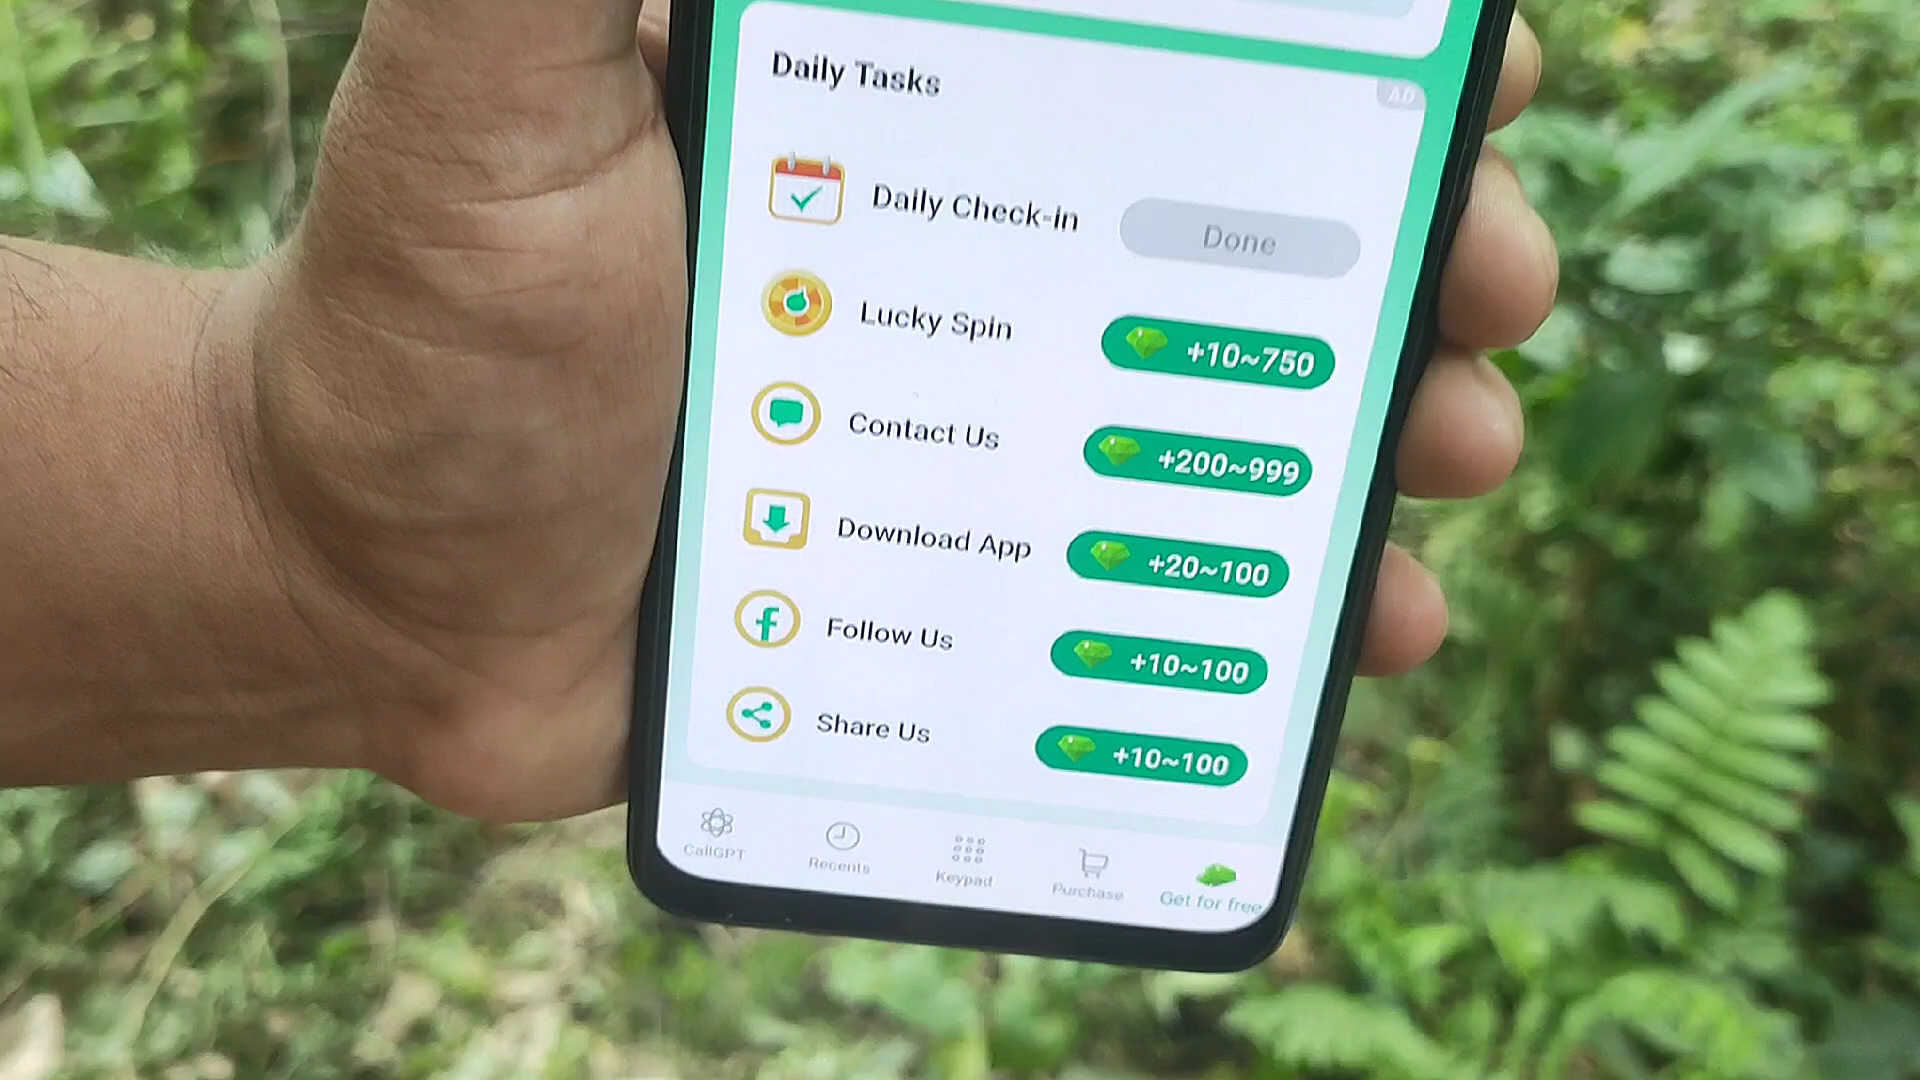 Daily Tasks
AD
Daily Check-in
Done
Lucky Spin
+10~750
Contact Us
+200~999
Download App
+20~100
Follow Us
+10~100
Share Us
+10~100
CallGPT
Recents
Keypad
Purchase
Get for free